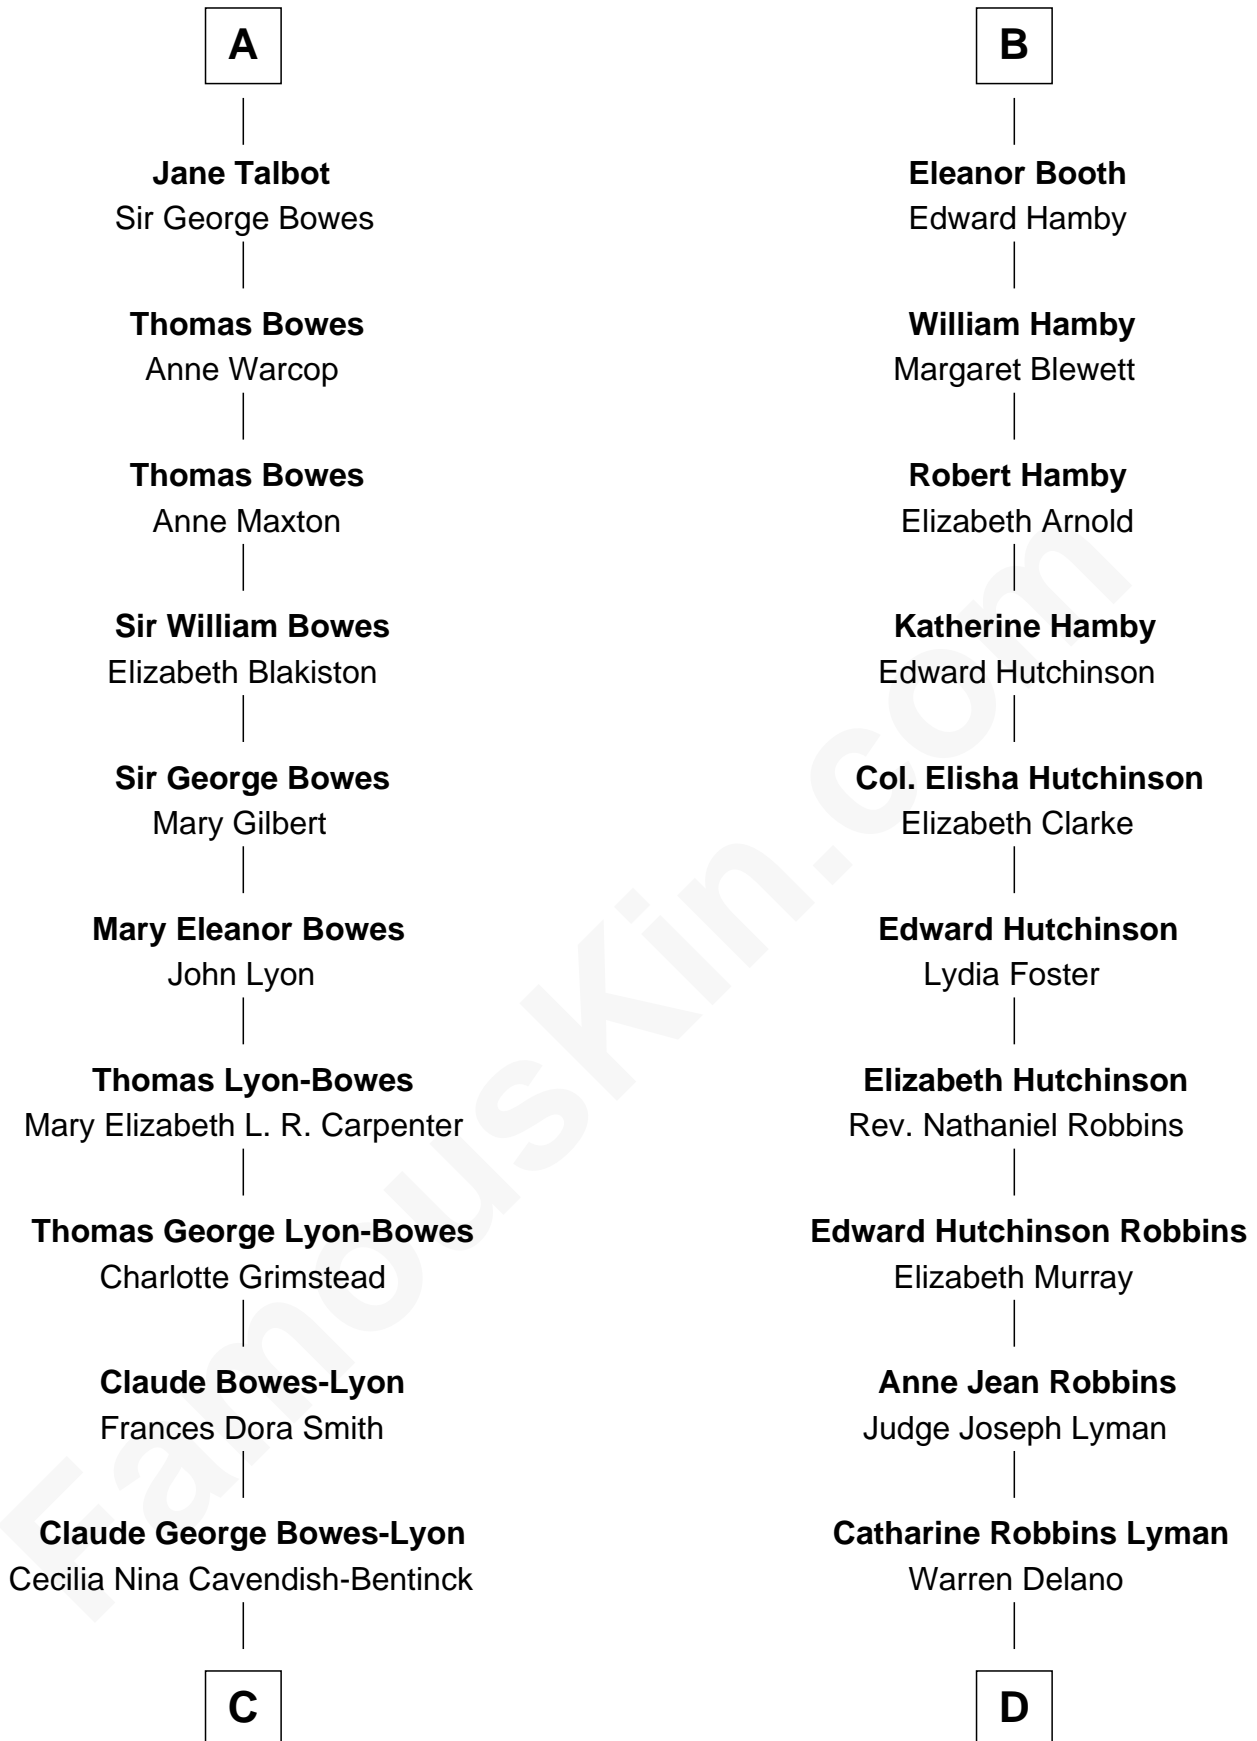 A
Jane Talbot
Sir George Bowes
Thomas Bowes
Anne Warcop
Thomas Bowes
Anne Maxton
Sir William Bowes
Elizabeth Blakiston
Sir George Bowes
Mary Gilbert
Mary Eleanor Bowes
John Lyon
Thomas Lyon-Bowes
Mary Elizabeth L. R. Carpenter
Thomas George Lyon-Bowes
Charlotte Grimstead
Claude Bowes-Lyon
Frances Dora Smith
Claude George Bowes-Lyon
Cecilia Nina Cavendish-Bentinck
C
B
Eleanor Booth
Edward Hamby
William Hamby
Margaret Blewett
Robert Hamby
Elizabeth Arnold
Katherine Hamby
Edward Hutchinson
Col. Elisha Hutchinson
Elizabeth Clarke
Edward Hutchinson
Lydia Foster
Elizabeth Hutchinson
Rev. Nathaniel Robbins
Edward Hutchinson Robbins
Elizabeth Murray
Anne Jean Robbins
Judge Joseph Lyman
Catharine Robbins Lyman
Warren Delano
D
FamousKin.com